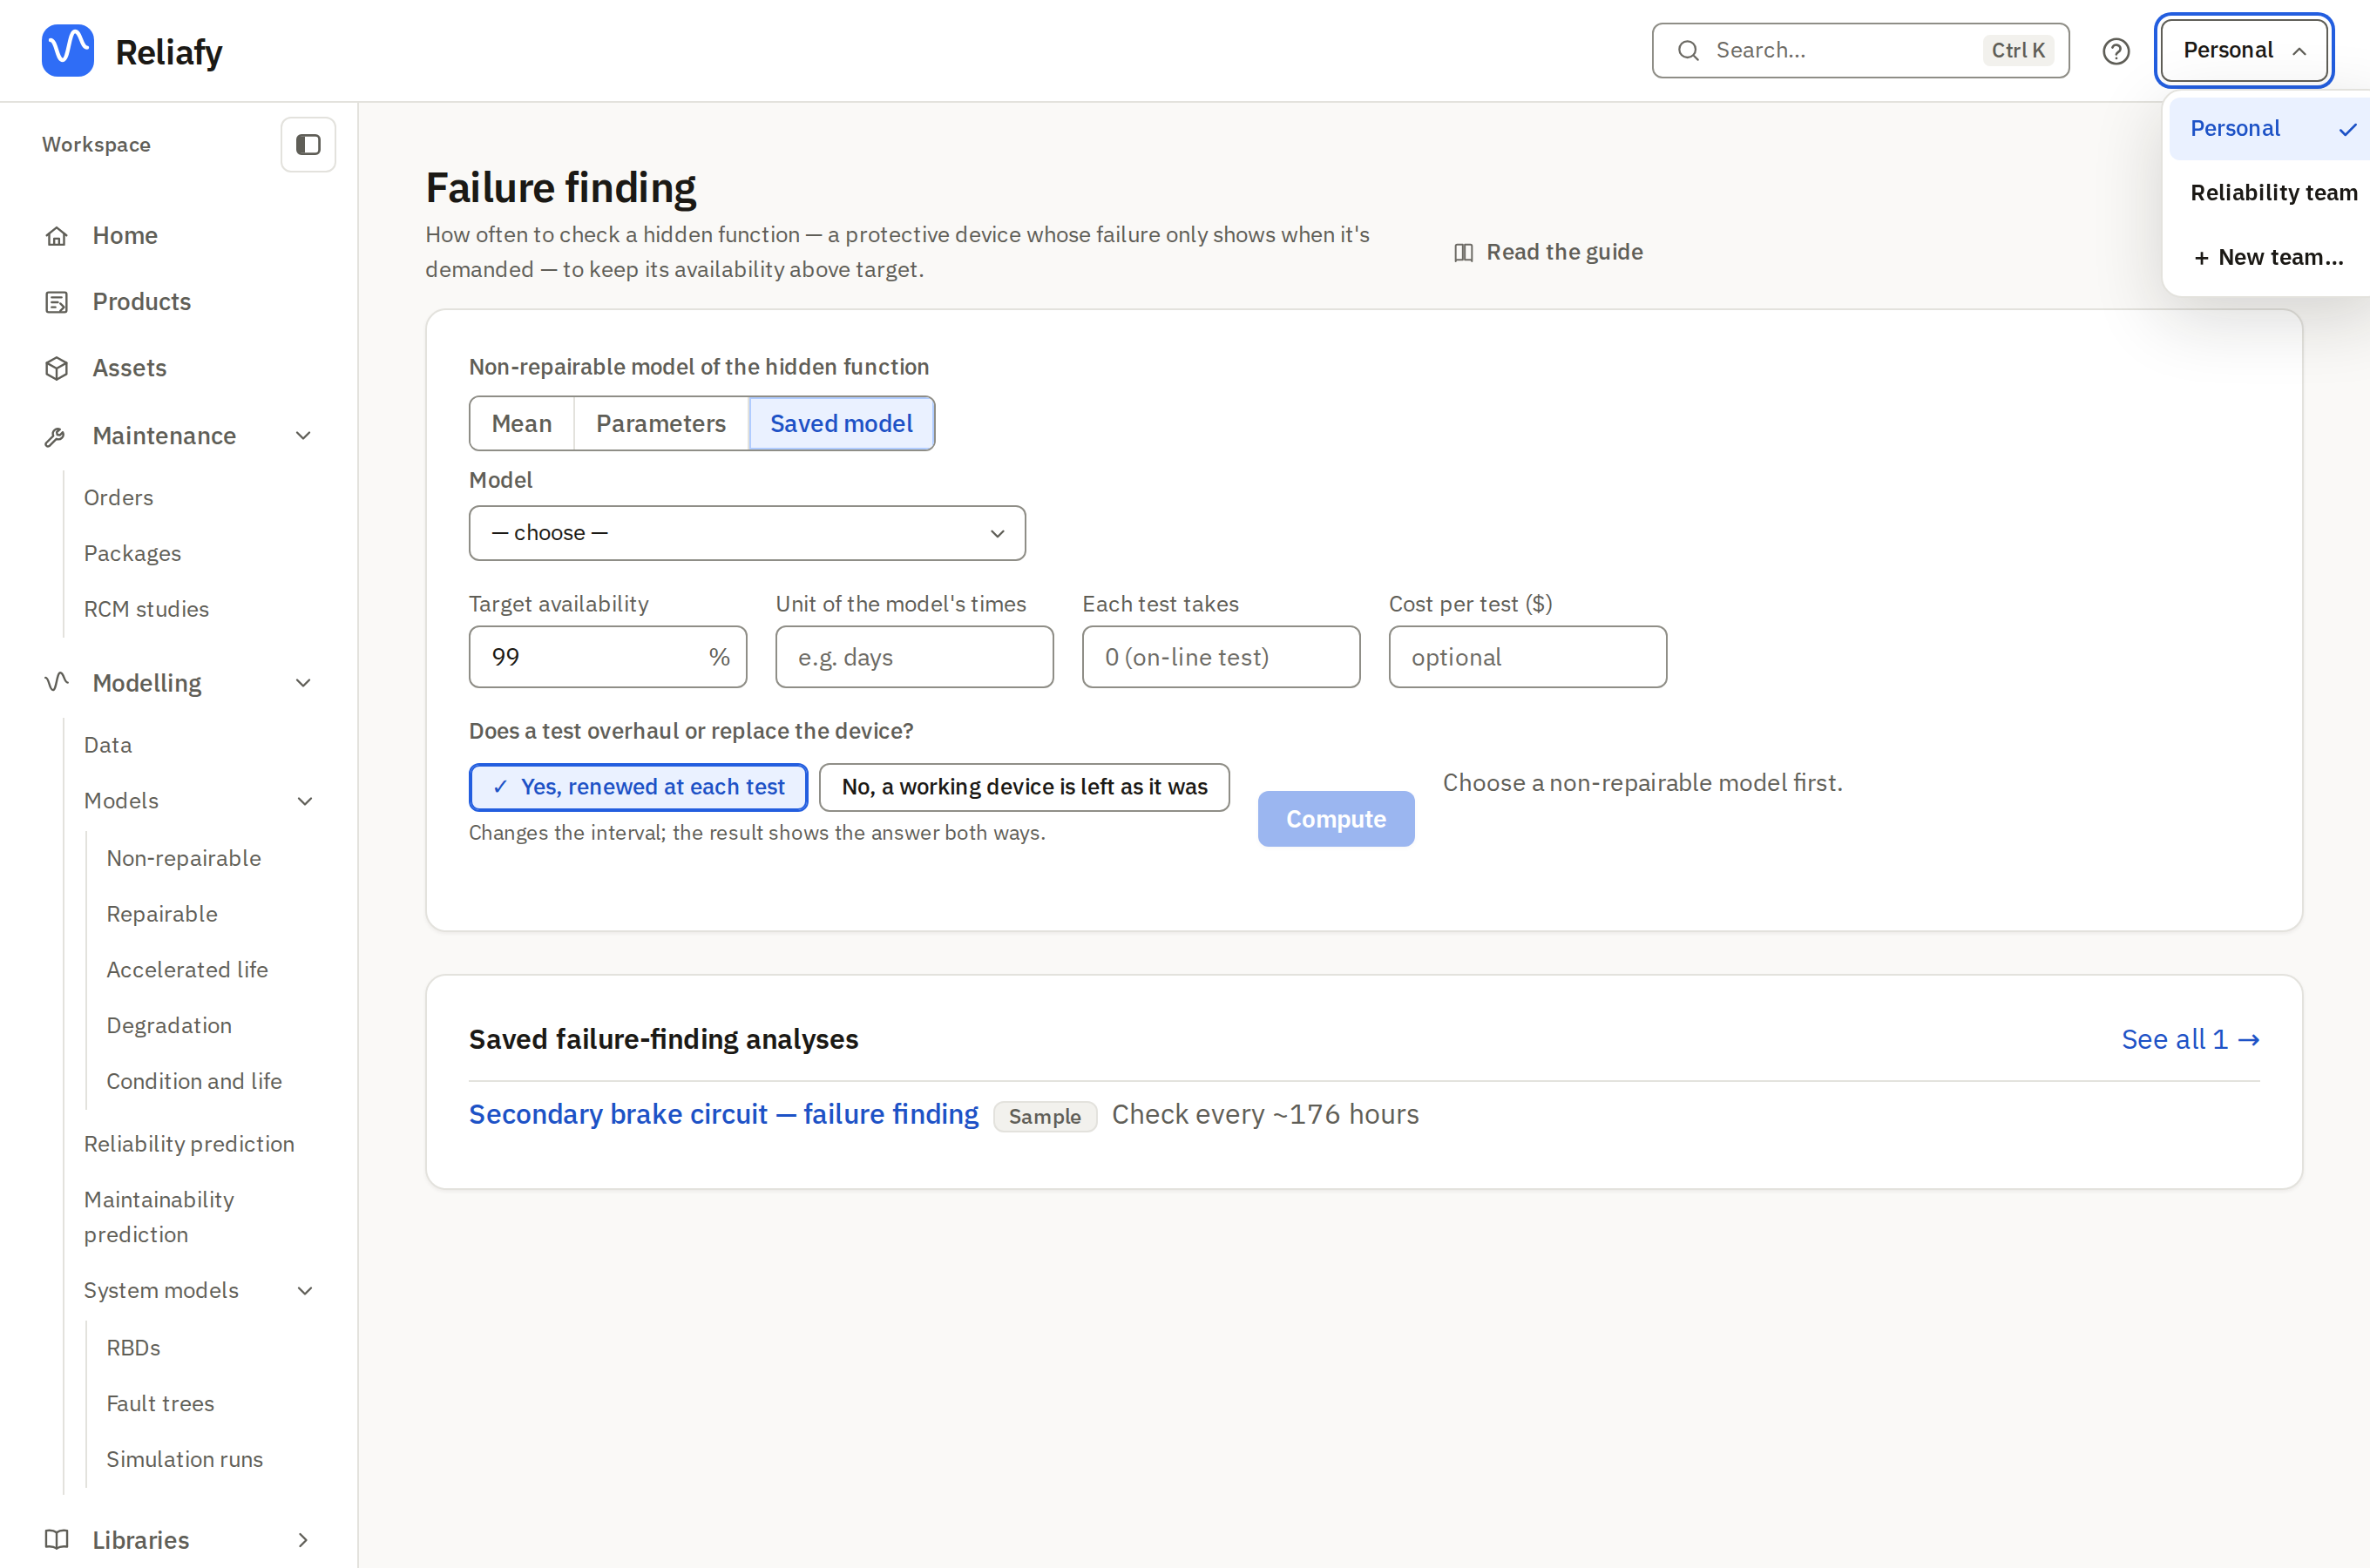 Reliafy
Search...
Ctrl K
Personal
Personal
Reliability team
+ New team...
Workspace
Home
Products
Assets
Maintenance
Orders
Packages
RCM studies
Modelling
Data
Models
Non-repairable
Repairable
Accelerated life
Degradation
Condition and life
Reliability prediction
Maintainability
prediction
System models
RBDs
Fault trees
Simulation runs
Libraries
Failure finding
How often to check a hidden function — a protective device whose failure only shows when it's
demanded — to keep its availability above target.
Read the guide
Non-repairable model of the hidden function
Mean
Parameters
Saved model
Model
— choose —
Target availability
Unit of the model's times
Each test takes
Cost per test ($)
99 %
e.g. days
0 (on-line test)
optional
Does a test overhaul or replace the device?
✓ Yes, renewed at each test
No, a working device is left as it was
Changes the interval; the result shows the answer both ways.
Compute
Choose a non-repairable model first.
Saved failure-finding analyses
See all 1 →
Secondary brake circuit — failure finding Sample Check every ~176 hours